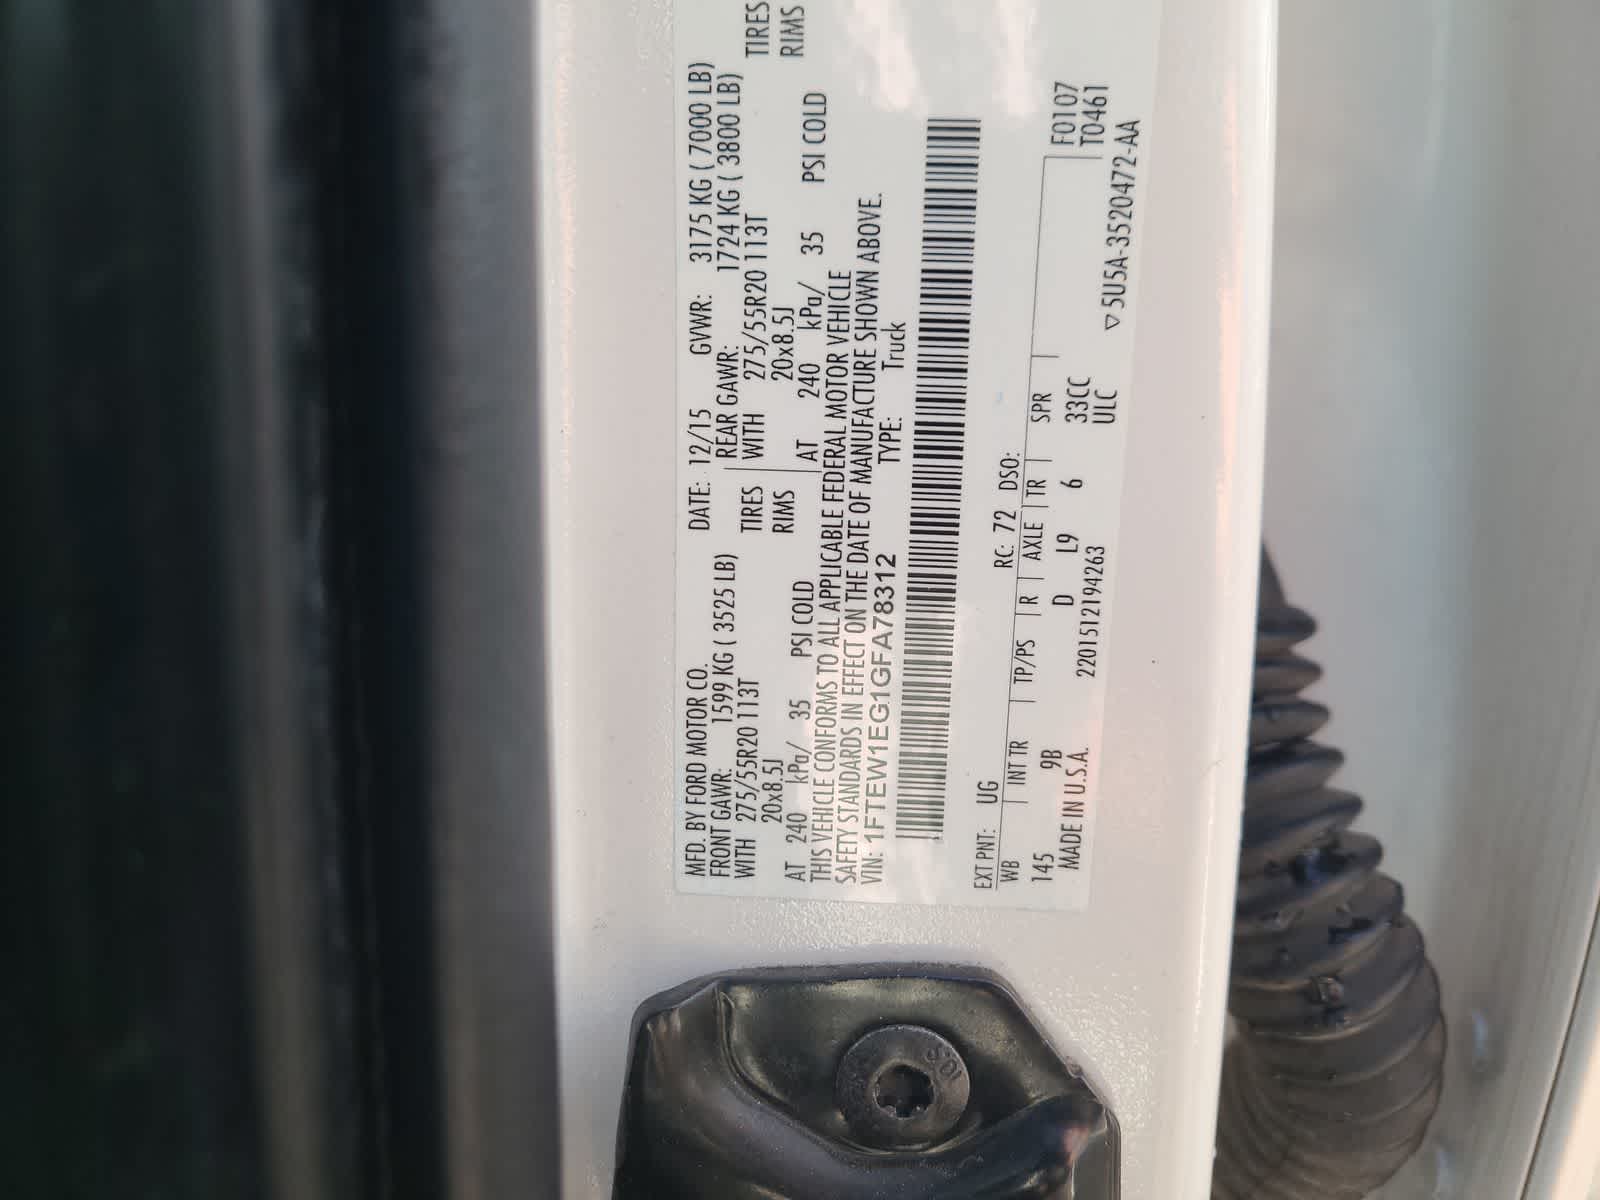 MFD. BY FORD MOTOR CO. DATE: 12/15 GVWR: 3175 KG ( 7000 LB)
FRONT GAWR: 1599 KG ( 3525 LB) REAR GAWR: 1724 KG ( 3800 LB)
WITH 275/55R20 113T TIRES WITH 275/55R20 113T TIRES
20x8.5J RIMS 20x8.5J RIMS
AT 240 kPa/ 35 PSI COLD AT 240 kPa/ 35 PSI COLD
THIS VEHICLE CONFORMS TO ALL APPLICABLE FEDERAL MOTOR VEHICLE
SAFETY STANDARDS IN EFFECT ON THE DATE OF MANUFACTURE SHOWN ABOVE.
VIN: 1FTEW1EG1GFA78312 TYPE: Truck
EXT PNT: UG RC: 72 DSO:
WB INT TR TP/PS R AXLE TR SPR F0107
145 9B D L9 6 33CC T0461
MADE IN U.S.A. 2201512194263 ULC
▽5U5A-3520472-AA
10.9